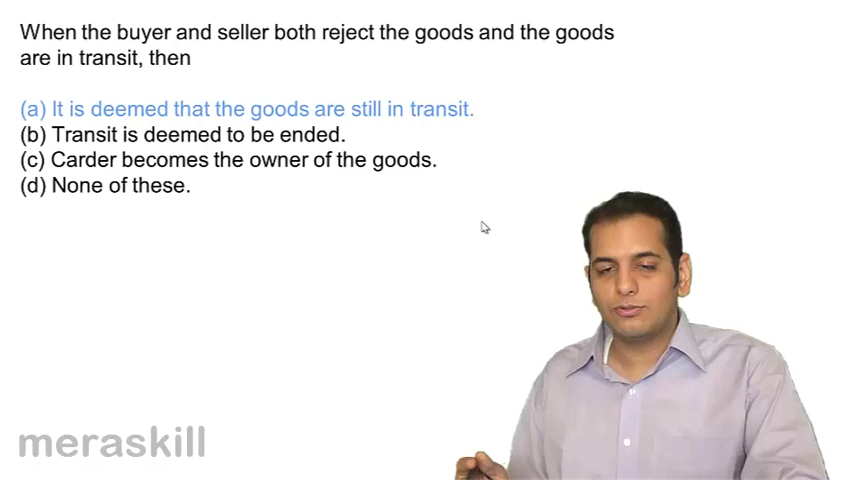 When the buyer and seller both reject the goods and the goods
are in transit, then
(a) It is deemed that the goods are still in transit.
(b) Transit is deemed to be ended.
(c) Carder becomes the owner of the goods.
(d) None of these.
meraskill